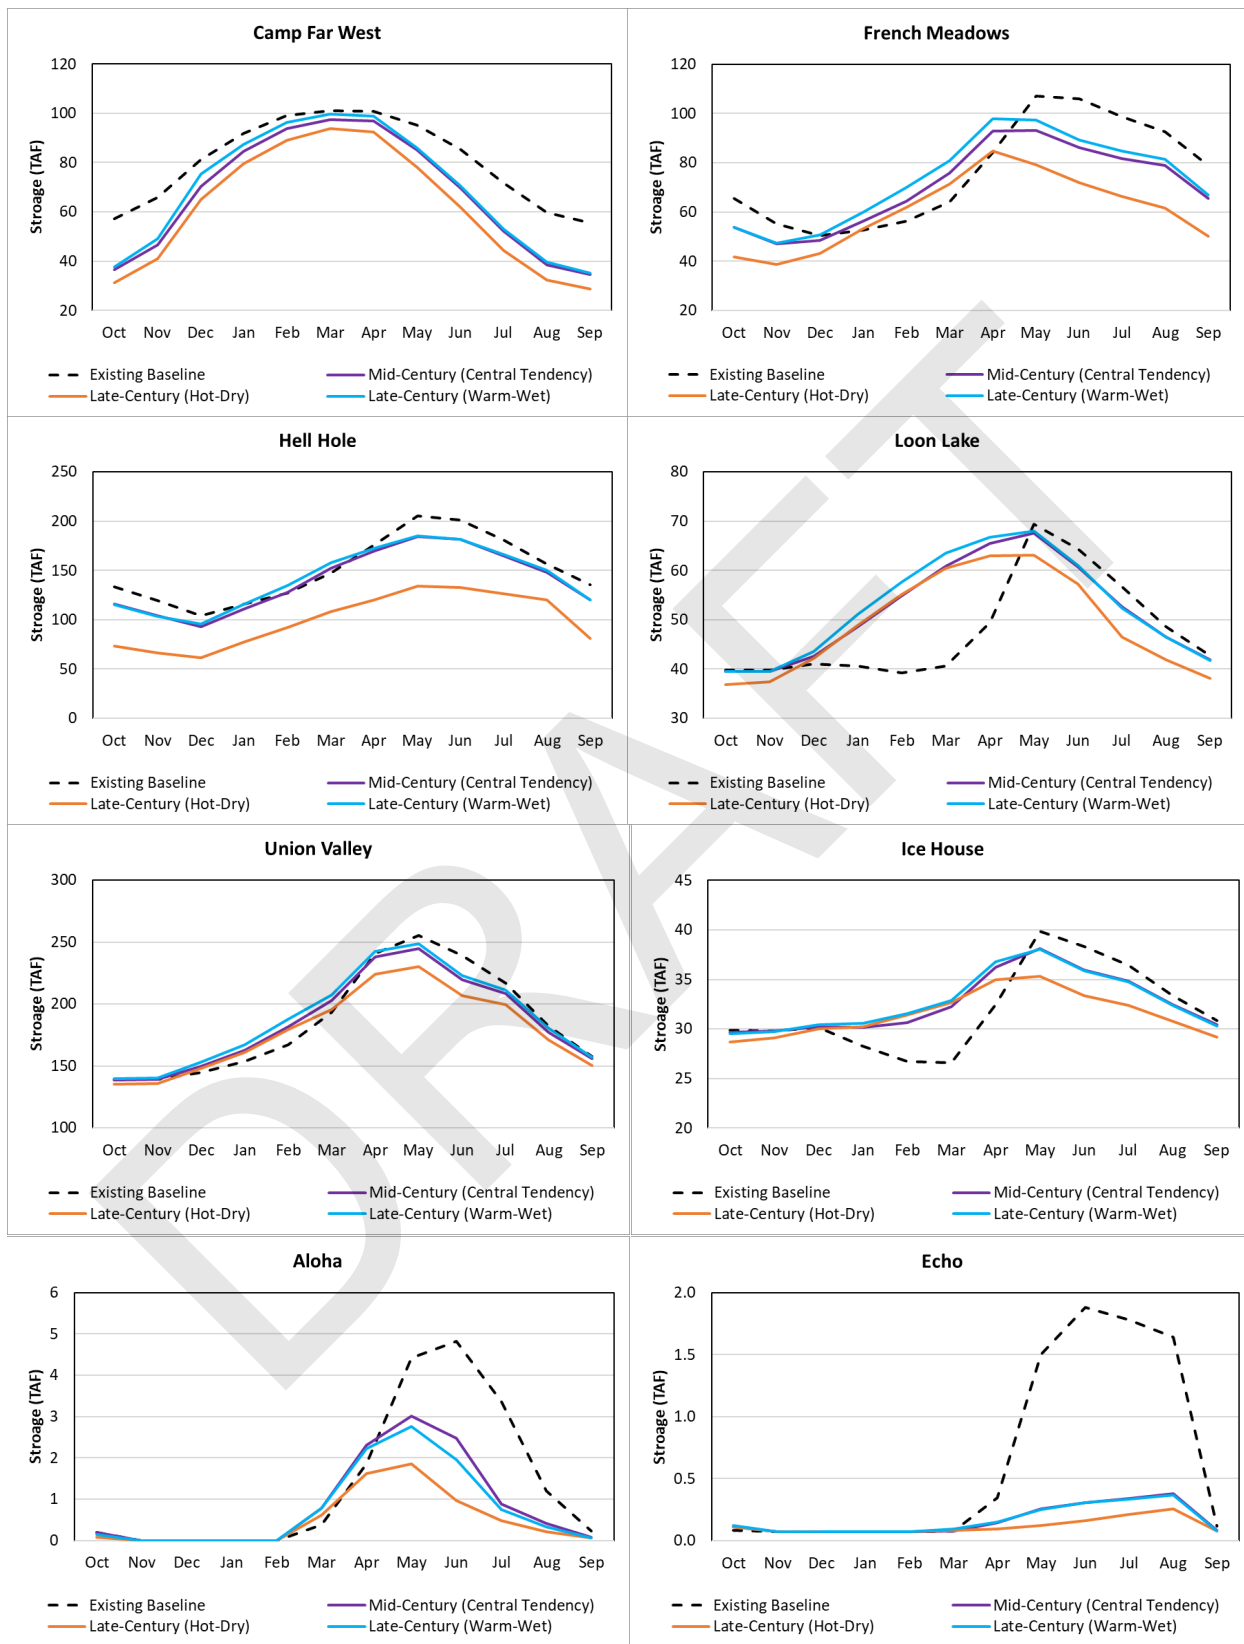 Camp Far West
120
100
80
60
40
20
Stroage (TAF)
Oct Nov Dec Jan Feb Mar Apr May Jun Jul Aug Sep
Existing Baseline
Mid-Century (Central Tendency)
Late-Century (Hot-Dry)
Late-Century (Warm-Wet)
French Meadows
120
100
80
60
40
20
Stroage (TAF)
Oct Nov Dec Jan Feb Mar Apr May Jun Jul Aug Sep
Existing Baseline
Mid-Century (Central Tendency)
Late-Century (Hot-Dry)
Late-Century (Warm-Wet)
Hell Hole
250
200
150
100
50
0
Stroage (TAF)
Oct Nov Dec Jan Feb Mar Apr May Jun Jul Aug Sep
Existing Baseline
Mid-Century (Central Tendency)
Late-Century (Hot-Dry)
Late-Century (Warm-Wet)
Loon Lake
80
70
60
50
40
30
Stroage (TAF)
Oct Nov Dec Jan Feb Mar Apr May Jun Jul Aug Sep
Existing Baseline
Mid-Century (Central Tendency)
Late-Century (Hot-Dry)
Late-Century (Warm-Wet)
Union Valley
300
250
200
150
100
Stroage (TAF)
Oct Nov Dec Jan Feb Mar Apr May Jun Jul Aug Sep
Existing Baseline
Mid-Century (Central Tendency)
Late-Century (Hot-Dry)
Late-Century (Warm-Wet)
Ice House
45
40
35
30
25
20
Stroage (TAF)
Oct Nov Dec Jan Feb Mar Apr May Jun Jul Aug Sep
Existing Baseline
Mid-Century (Central Tendency)
Late-Century (Hot-Dry)
Late-Century (Warm-Wet)
Aloha
6
5
4
3
2
1
0
Stroage (TAF)
Oct Nov Dec Jan Feb Mar Apr May Jun Jul Aug Sep
Existing Baseline
Mid-Century (Central Tendency)
Late-Century (Hot-Dry)
Late-Century (Warm-Wet)
Echo
2.0
1.5
1.0
0.5
0.0
Stroage (TAF)
Oct Nov Dec Jan Feb Mar Apr May Jun Jul Aug Sep
Existing Baseline
Mid-Century (Central Tendency)
Late-Century (Hot-Dry)
Late-Century (Warm-Wet)
DRAFT